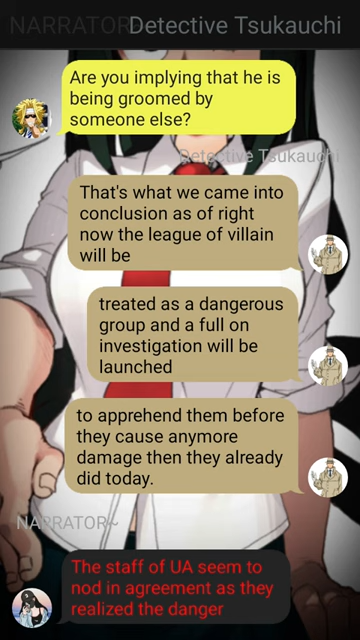 NARRATOR
Detective Tsukauchi
Are you implying that he is
being groomed by
someone else?
Detective Tsukauchi
That's what we came into
conclusion as of right
now the league of villain
will be
treated as a dangerous
group and a full on
investigation will be
launched
to apprehend them before
they cause anymore
damage then they already
did today.
NARRATOR~
The staff of UA seem to
nod in agreement as they
realized the danger